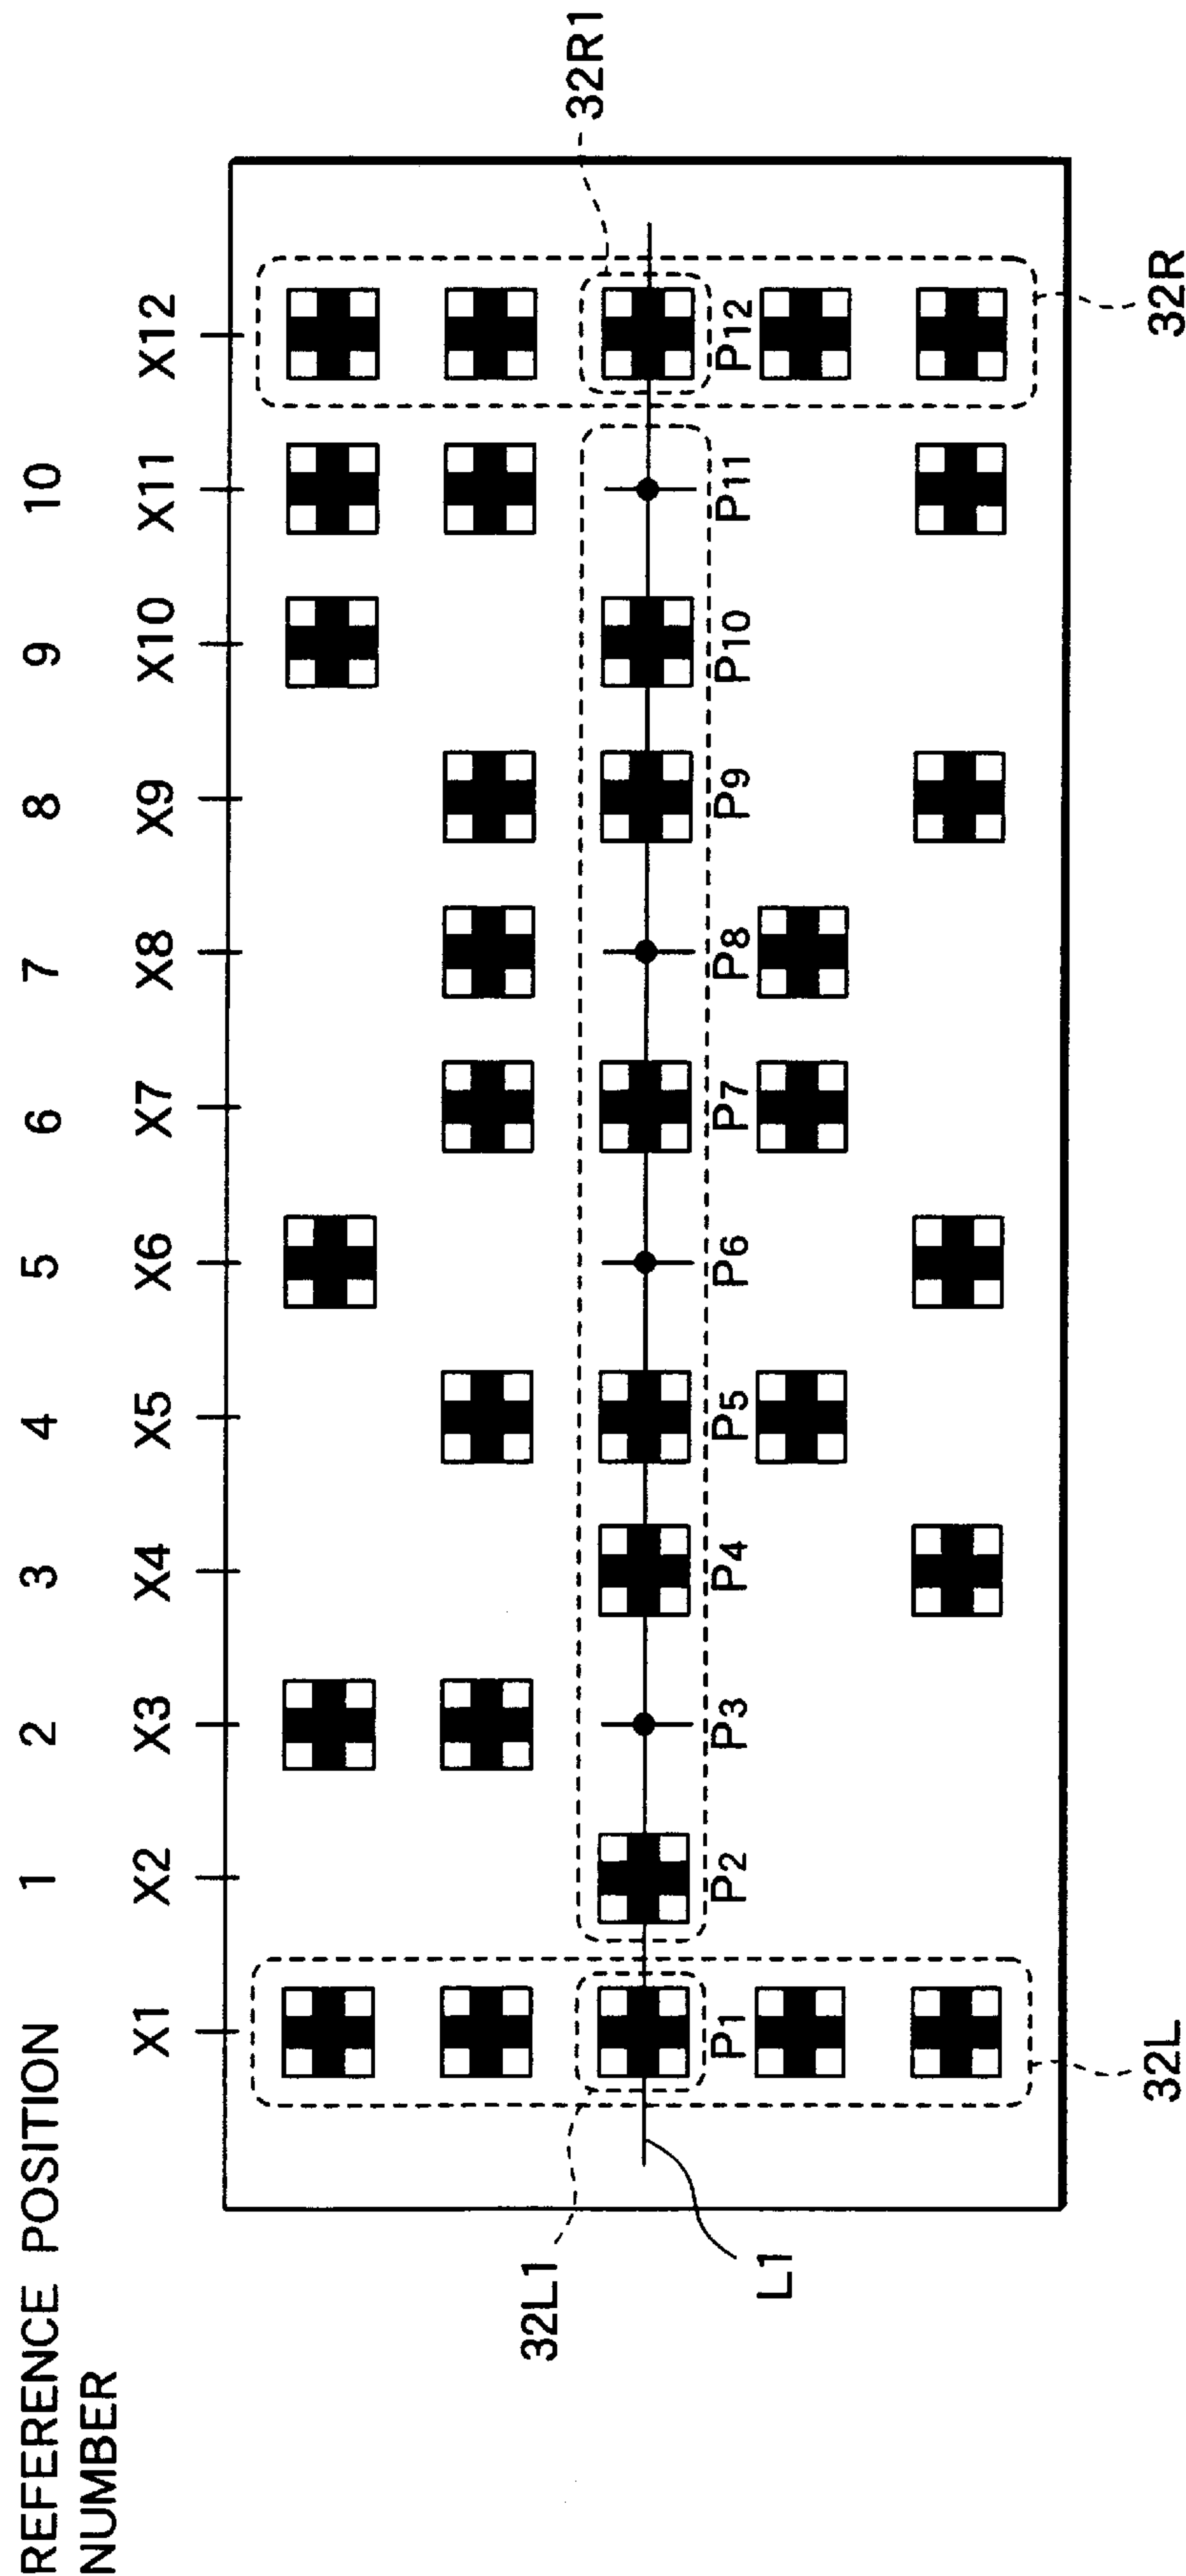 REFERENCE POSITION
NUMBER
1 2 3 4 5 6 7 8 9 10
X1 X2 X3 X4 X5 X6 X7 X8 X9 X10 X11 X12
32L1
32R1
P1 P2 P3 P4 P5 P6 P7 P8 P9 P10 P11 P12
L1
32L
32R